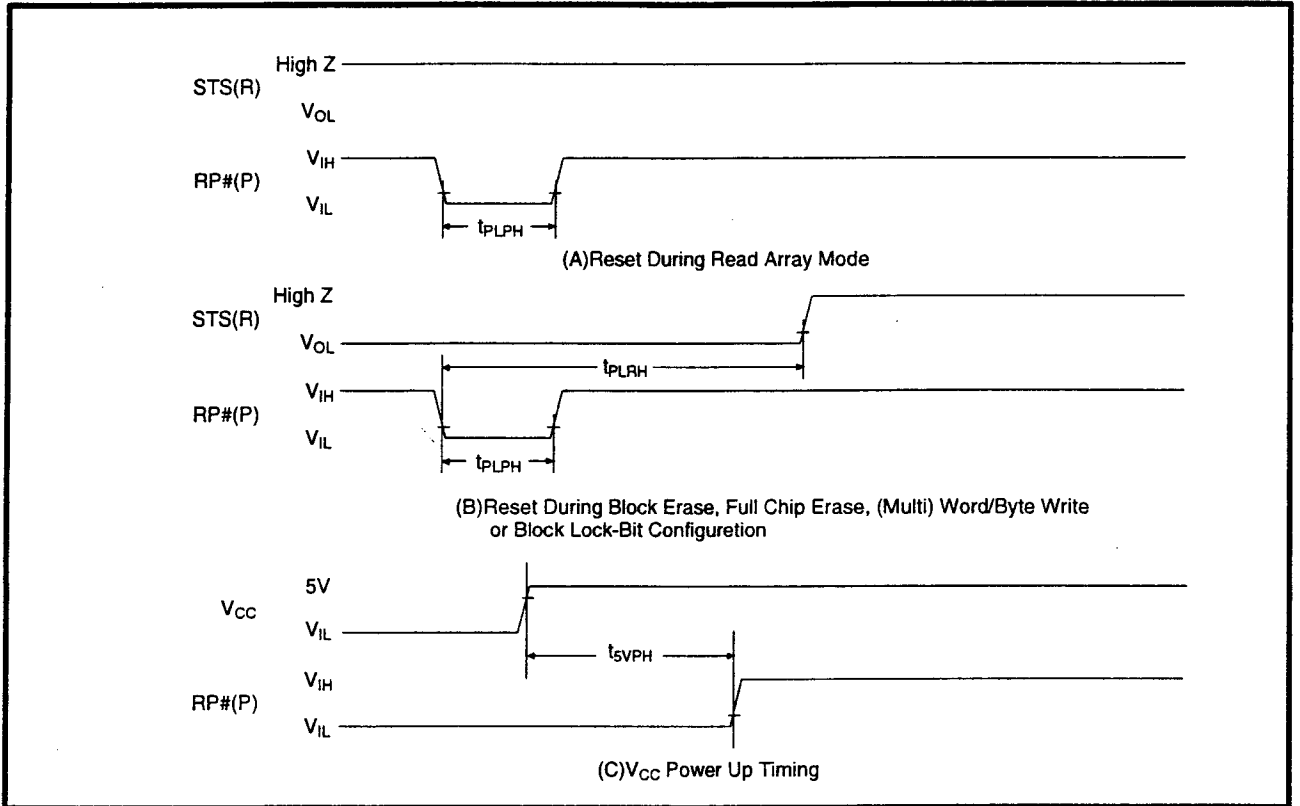 High Z
STS(R)
VOL
VIH
RP#(P)
VIL
tPLPH
(A)Reset During Read Array Mode
High Z
STS(R)
VOL
tPLRH
VIH
RP#(P)
VIL
tPLPH
(B)Reset During Block Erase, Full Chip Erase, (Multi) Word/Byte Write
or Block Lock-Bit Configuretion
5V
VCC
VIL
t5VPH
VIH
RP#(P)
VIL
(C)VCC Power Up Timing